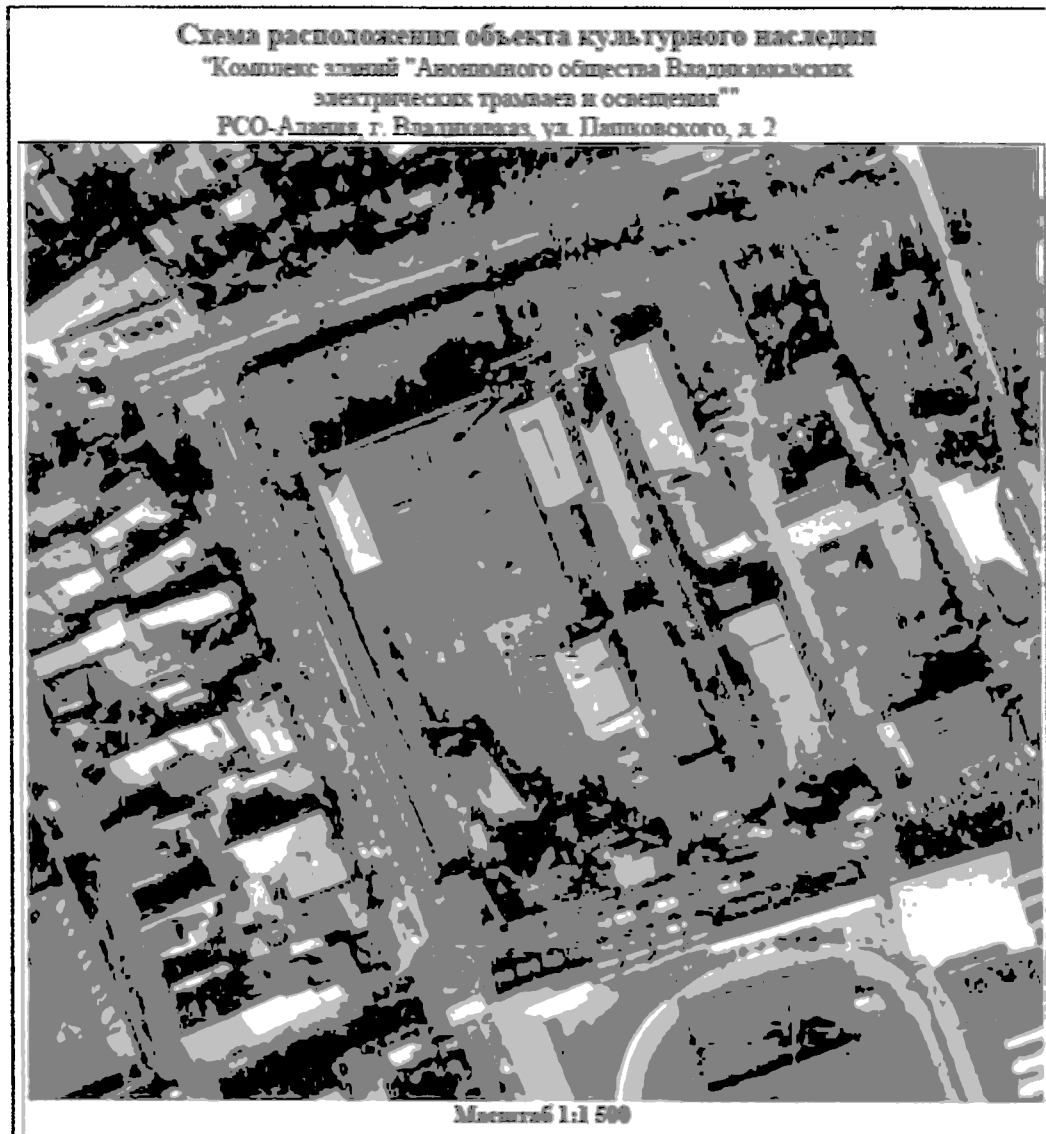 Схема расположения объекта культурного наследия
"Комплекс зданий "Анонимного общества Владикавказских
электрических трамваев и освещения""
РСО-Алания, г. Владикавказ, ул. Пашковского, д. 2
Масштаб 1:1 500